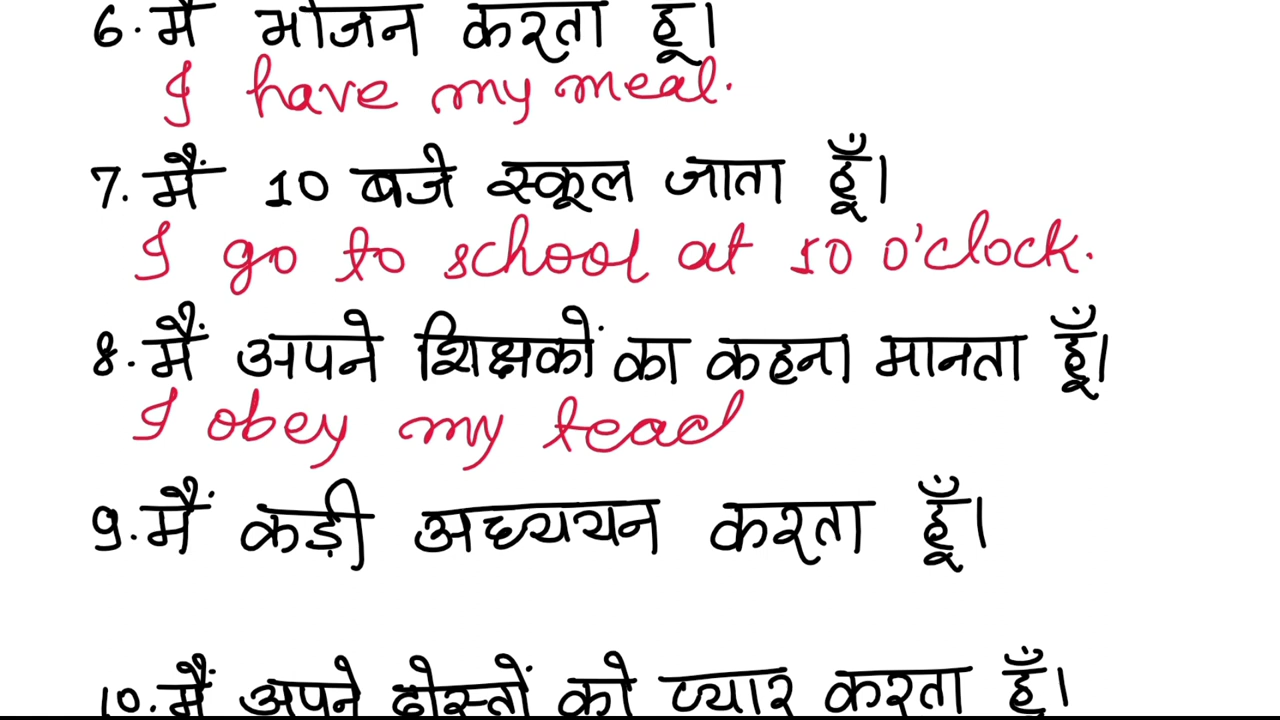 6. मैं भोजन करता हूँ।
I have my meal.
7. मैं 10 बजे स्कूल जाता हूँ।
I go to school at 10 o'clock.
8. मैं अपने शिक्षकों का कहना मानता हूँ।
I obey my teac
9. मैं कड़ी अध्ययन करता हूँ।
10. मैं अपने दोस्तों को प्यार करता हूँ।